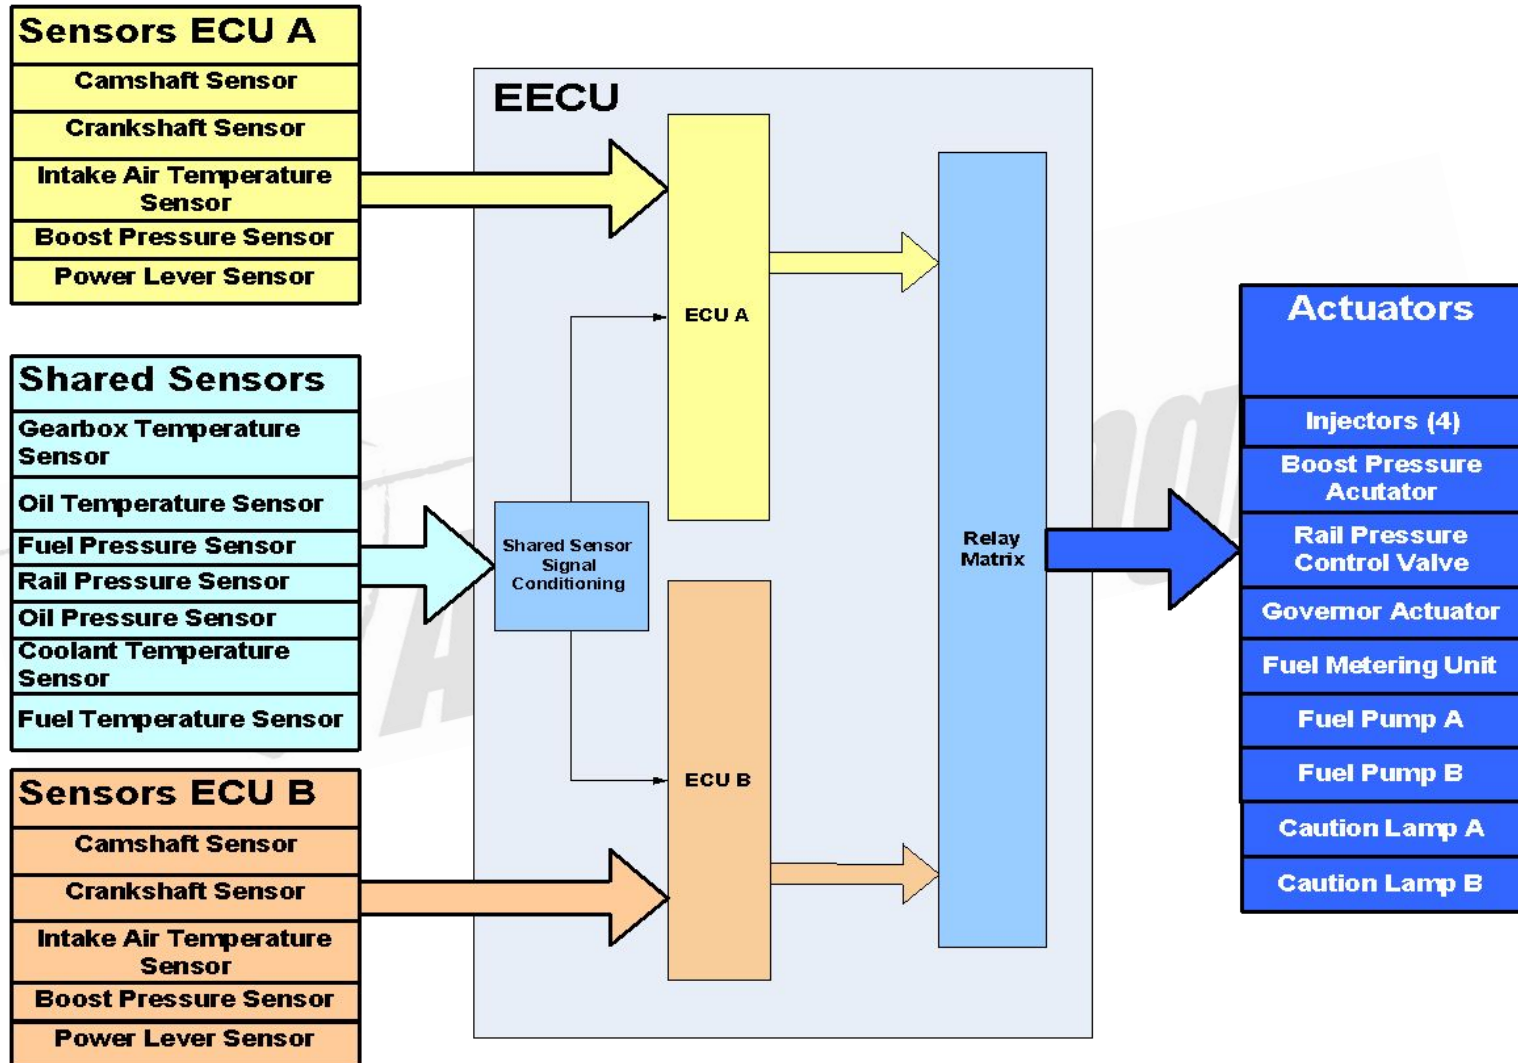 Sensors ECU A
Camshaft Sensor
Crankshaft Sensor
Intake Air Temperature
Sensor
Boost Pressure Sensor
Power Lever Sensor
Shared Sensors
Gearbox Temperature
Sensor
Oil Temperature Sensor
Fuel Pressure Sensor
Rail Pressure Sensor
Oil Pressure Sensor
Coolant Temperature
Sensor
Fuel Temperature Sensor
Sensors ECU B
Camshaft Sensor
Crankshaft Sensor
Intake Air Temperature
Sensor
Boost Pressure Sensor
Power Lever Sensor
EECU
ECU A
Shared Sensor
Signal
Conditioning
ECU B
Relay
Matrix
Actuators
Injectors (4)
Boost Pressure
Acutator
Rail Pressure
Control Valve
Governor Actuator
Fuel Metering Unit
Fuel Pump A
Fuel Pump B
Caution Lamp A
Caution Lamp B